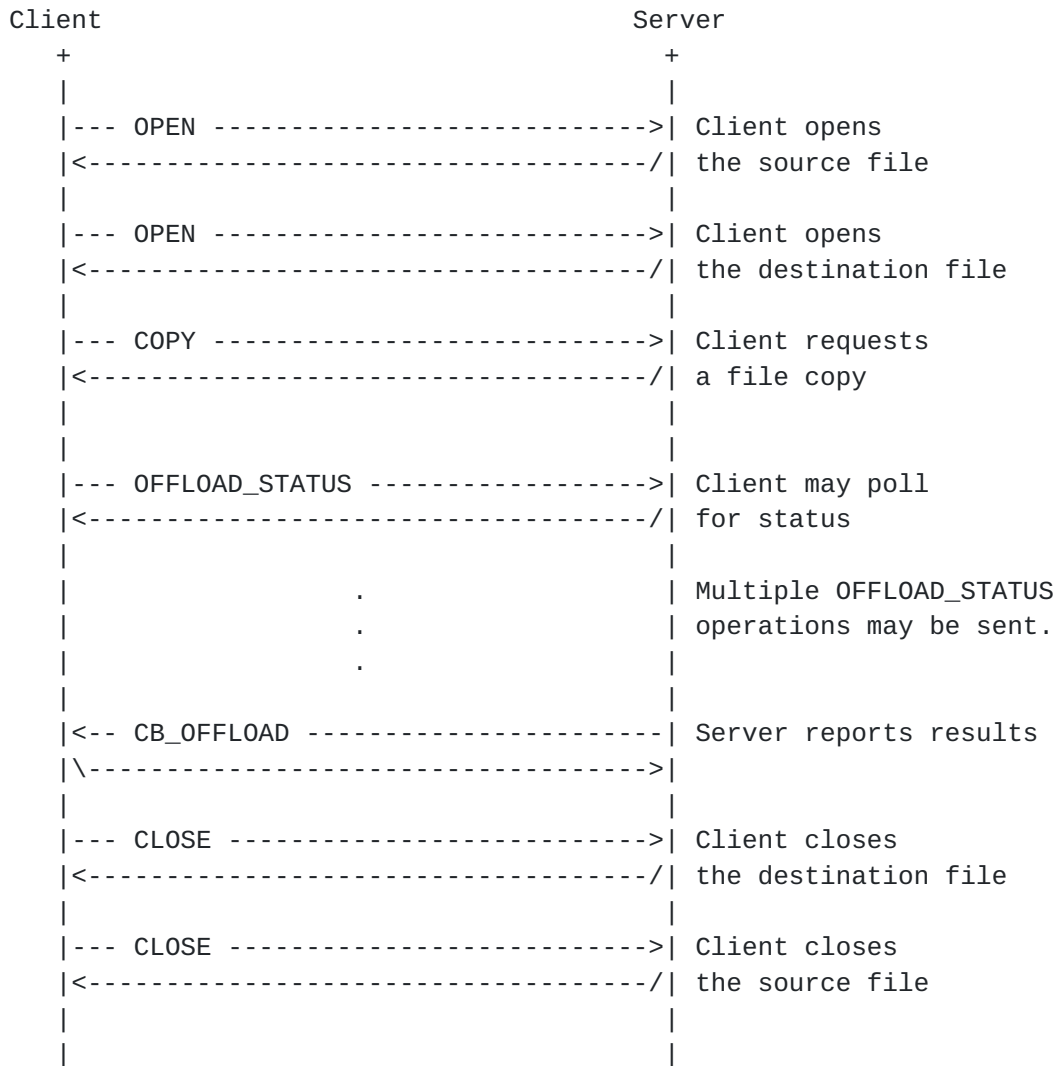 Client                                  Server
   +                                      +
   |                                      |
   |--- OPEN ---------------------------->| Client opens
   |<------------------------------------/| the source file
   |                                      |
   |--- OPEN ---------------------------->| Client opens
   |<------------------------------------/| the destination file
   |                                      |
   |--- COPY ---------------------------->| Client requests
   |<------------------------------------/| a file copy
   |                                      |
   |                                      |
   |--- OFFLOAD_STATUS ------------------>| Client may poll
   |<------------------------------------/| for status
   |                                      |
   |                  .                   | Multiple OFFLOAD_STATUS
   |                  .                   | operations may be sent.
   |                  .                   |
   |                                      |
   |<-- CB_OFFLOAD -----------------------| Server reports results
   |\------------------------------------>|
   |                                      |
   |--- CLOSE --------------------------->| Client closes
   |<------------------------------------/| the destination file
   |                                      |
   |--- CLOSE --------------------------->| Client closes
   |<------------------------------------/| the source file
   |                                      |
   |                                      |